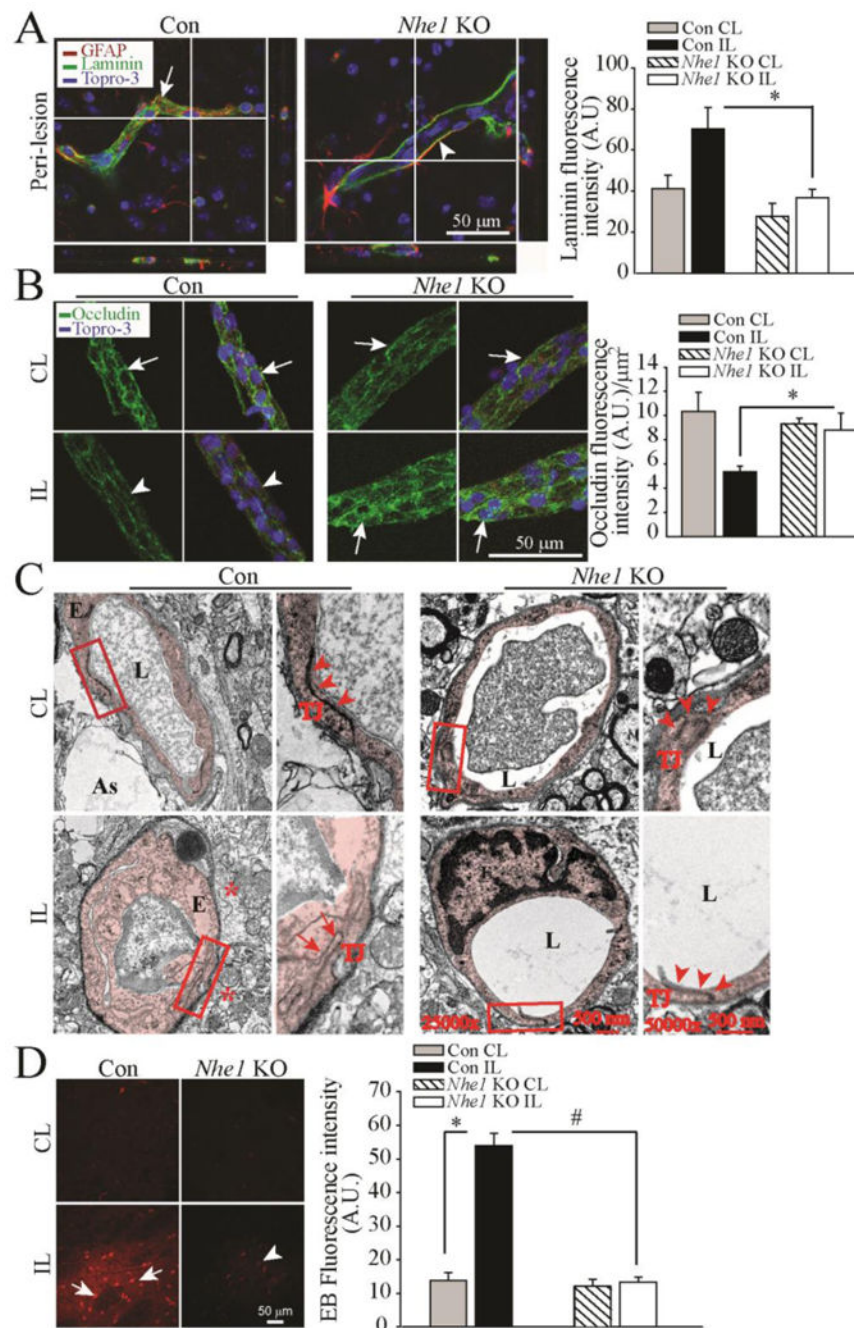 A
Con
Nhe1 KO
GFAP
Laminin
Topro-3
Peri-lesion
50 μm
Laminin fluorescence
intensity (A.U)
Con CL
Con IL
Nhe1 KO CL
Nhe1 KO IL
100
80
60
40
20
0
*
B
Con
Nhe1 KO
Occludin
Topro-3
CL
IL
50 μm
Occludin fluorescence
intensity (A.U.)/μm²
Con CL
Con IL
Nhe1 KO CL
Nhe1 KO IL
14
12
10
8
6
4
2
0
*
C
Con
Nhe1 KO
CL
E
L
As
TJ
L
TJ
L
IL
E
*
*
TJ
E
L
25000x
500 nm
L
TJ
50000x
500 nm
D
Con
Nhe1 KO
CL
IL
50 μm
EB Fluorescence intensity
(A.U.)
Con CL
Con IL
Nhe1 KO CL
Nhe1 KO IL
70
60
50
40
30
20
10
0
*
#